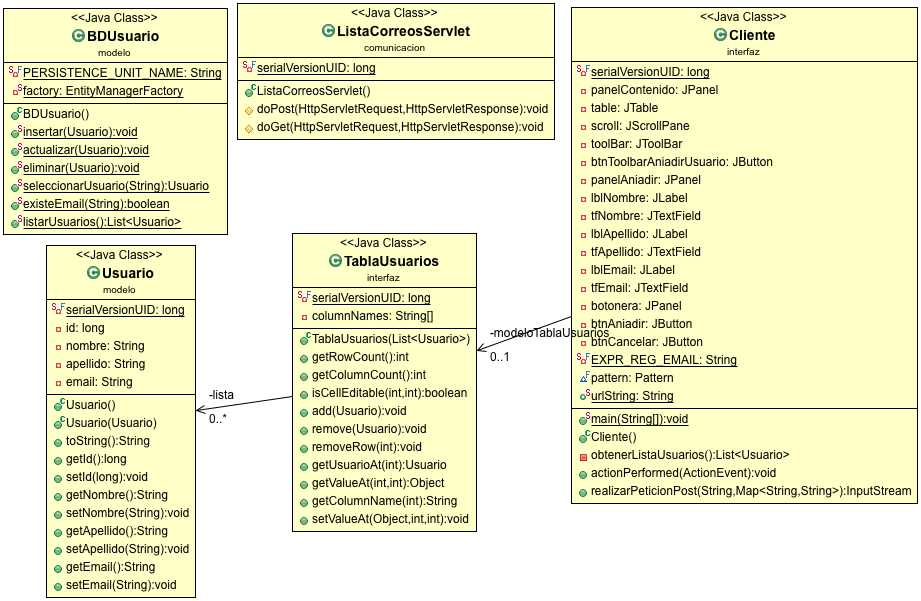 <<Java Class>>
BDUsuario
modelo
PERSISTENCE_UNIT_NAME: String
factory: EntityManagerFactory
BDUsuario()
insertar(Usuario):void
actualizar(Usuario):void
eliminar(Usuario):void
seleccionarUsuario(String):Usuario
existeEmail(String):boolean
listarUsuarios():List<Usuario>
<<Java Class>>
ListaCorreosServlet
comunicacion
serialVersionUID: long
ListaCorreosServlet()
doPost(HttpServletRequest,HttpServletResponse):void
doGet(HttpServletRequest,HttpServletResponse):void
<<Java Class>>
Cliente
interfaz
serialVersionUID: long
panelContenido: JPanel
table: JTable
scroll: JScrollPane
toolBar: JToolBar
btnToolbarAniadirUsuario: JButton
panelAniadir: JPanel
lblNombre: JLabel
tfNombre: JTextField
lblApellido: JLabel
tfApellido: JTextField
lblEmail: JLabel
tfEmail: JTextField
botonera: JPanel
btnAniadir: JButton
btnCancelar: JButton
EXPR_REG_EMAIL: String
pattern: Pattern
urlString: String
main(String[]):void
Cliente()
obtenerListaUsuarios():List<Usuario>
actionPerformed(ActionEvent):void
realizarPeticionPost(String,Map<String,String>):InputStream
<<Java Class>>
Usuario
modelo
serialVersionUID: long
id: long
nombre: String
apellido: String
email: String
Usuario()
Usuario(Usuario)
toString():String
getId():long
setId(long):void
getNombre():String
setNombre(String):void
getApellido():String
setApellido(String):void
getEmail():String
setEmail(String):void
-lista
0..*
<<Java Class>>
TablaUsuarios
interfaz
serialVersionUID: long
columnNames: String[]
TablaUsuarios(List<Usuario>)
getRowCount():int
getColumnCount():int
isCellEditable(int,int):boolean
add(Usuario):void
remove(Usuario):void
removeRow(int):void
getUsuarioAt(int):Usuario
getValueAt(int,int):Object
getColumnName(int):String
setValueAt(Object,int,int):void
-modeloTablaUsuarios
0..1